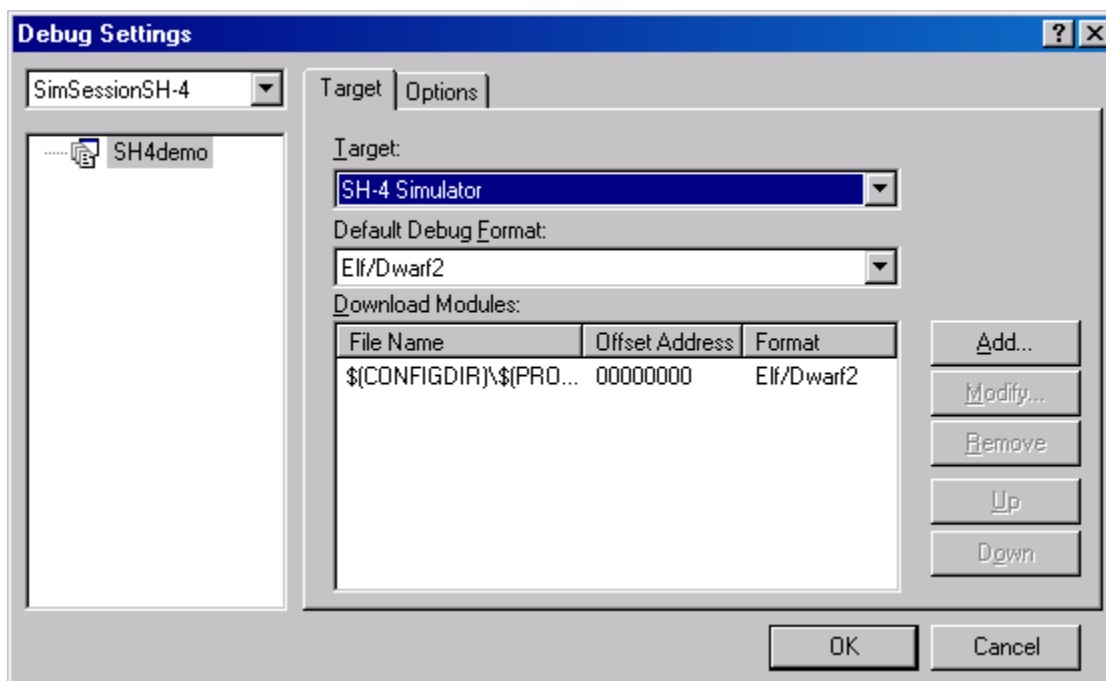 Debug Settings
SimSessionSH-4
Target Options
SH4demo
Target:
SH-4 Simulator
Default Debug Format:
Elf/Dwarf2
Download Modules:
File Name Offset Address Format
$(CONFIGDIR)\$(PRO... 00000000 Elf/Dwarf2
Add...
Modify...
Remove
Up
Down
OK Cancel